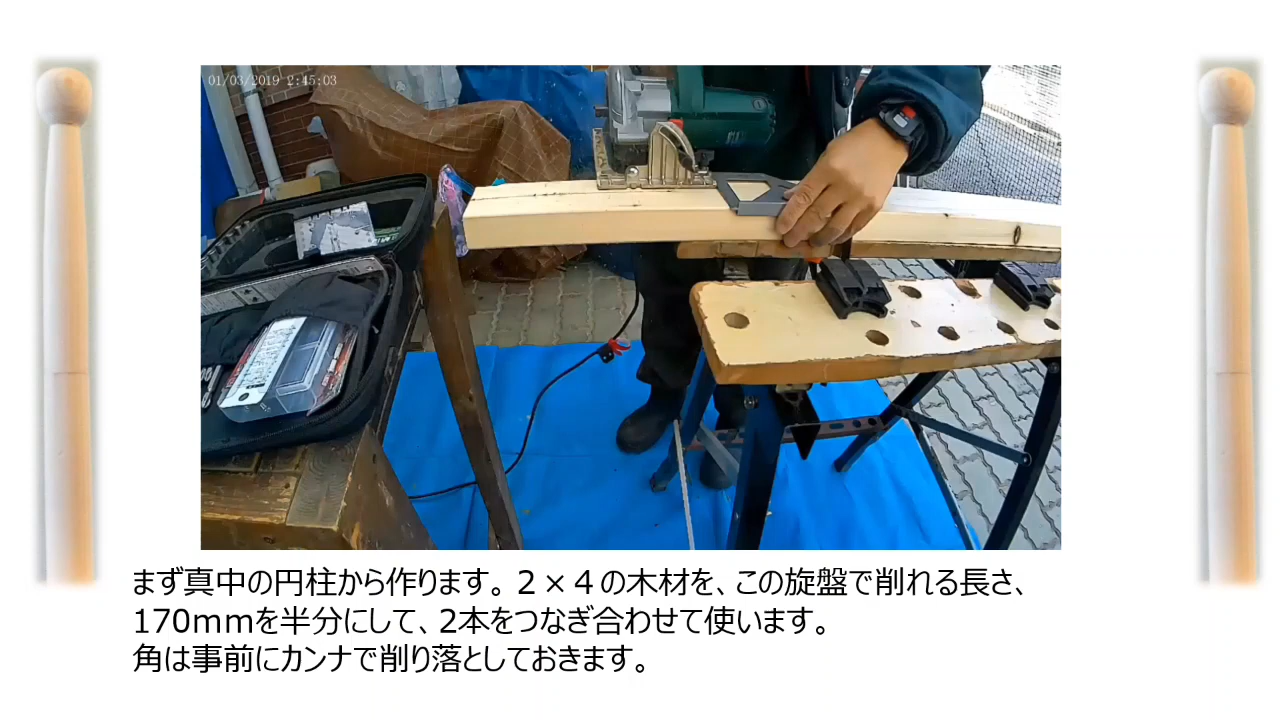 01/03/2019 2:45:03
まず真中の円柱から作ります。２×４の木材を、この旋盤で削れる長さ、
170mmを半分にして、2本をつなぎ合わせて使います。
角は事前にカンナで削り落としておきます。